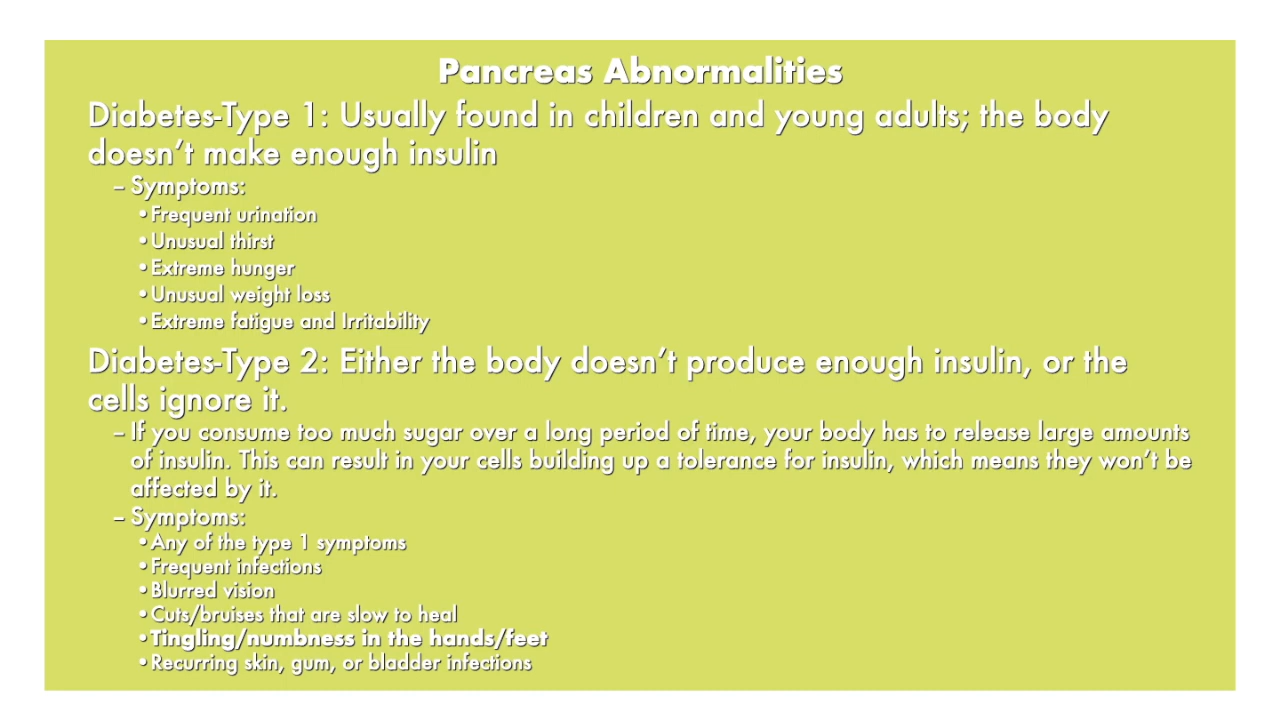 Pancreas Abnormalities
Diabetes-Type 1: Usually found in children and young adults; the body
doesn't make enough insulin
– Symptoms:
•Frequent urination
•Unusual thirst
•Extreme hunger
•Unusual weight loss
•Extreme fatigue and Irritability
Diabetes-Type 2: Either the body doesn't produce enough insulin, or the
cells ignore it.
– If you consume too much sugar over a long period of time, your body has to release large amounts
of insulin. This can result in your cells building up a tolerance for insulin, which means they won't be
affected by it.
– Symptoms:
•Any of the type 1 symptoms
•Frequent infections
•Blurred vision
•Cuts/bruises that are slow to heal
•Tingling/numbness in the hands/feet
•Recurring skin, gum, or bladder infections